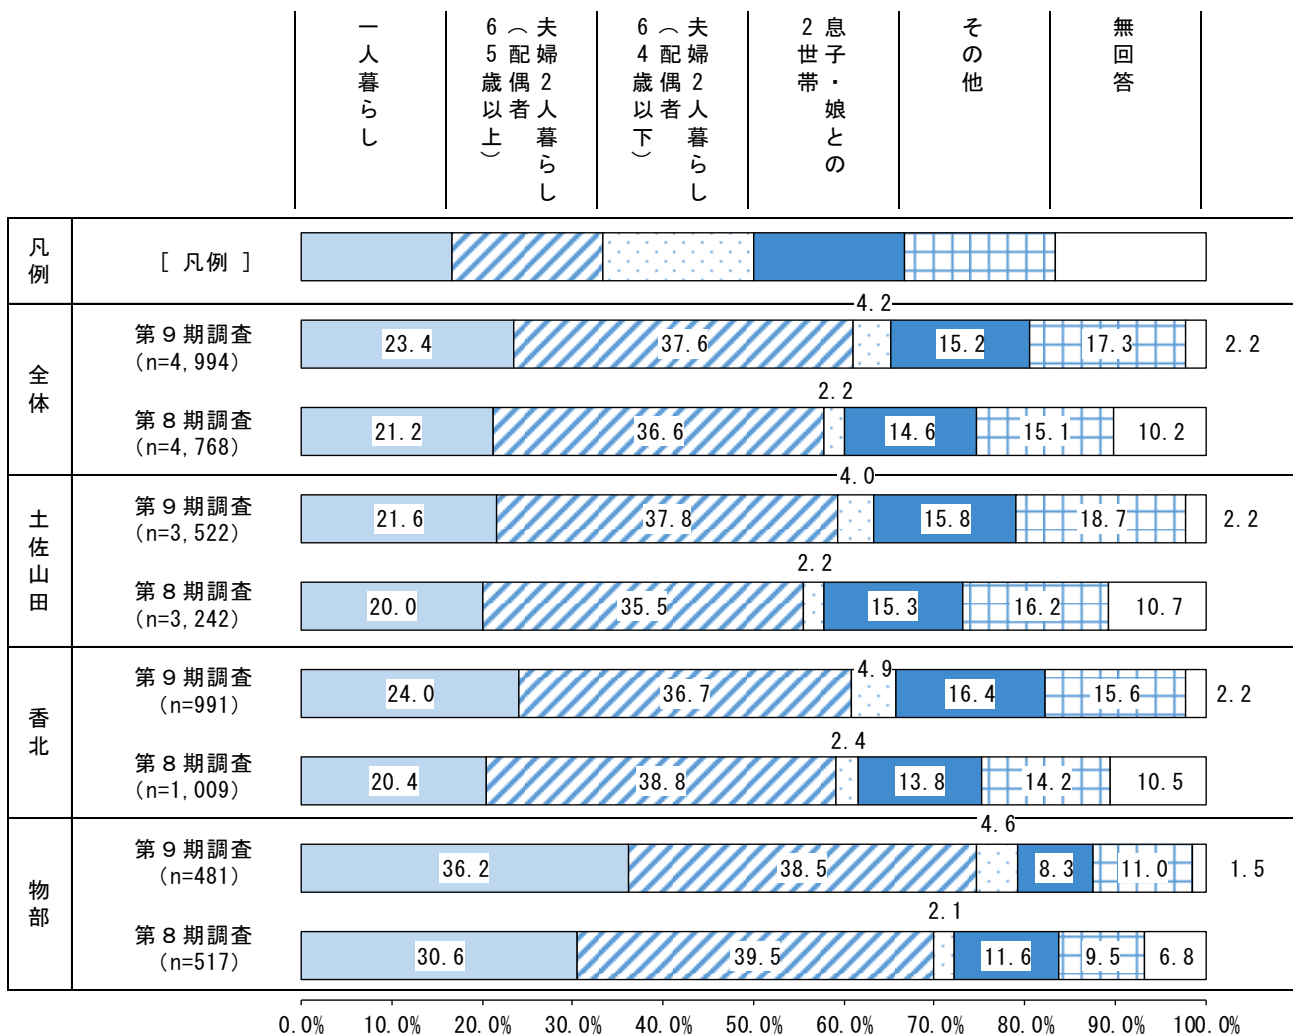 一人暮らし
夫婦2人暮らし
（配偶者
65歳以上）
夫婦2人暮らし
（配偶者
64歳以下）
息子・娘との
2世帯
その他
無回答
凡例
[ 凡例 ]
全体
第9期調査
(n=4,994)
23.4
37.6
4.2
15.2
17.3
2.2
第8期調査
(n=4,768)
21.2
36.6
2.2
14.6
15.1
10.2
土佐山田
第9期調査
(n=3,522)
21.6
37.8
4.0
15.8
18.7
2.2
第8期調査
(n=3,242)
20.0
35.5
2.2
15.3
16.2
10.7
香北
第9期調査
(n=991)
24.0
36.7
4.9
16.4
15.6
2.2
第8期調査
(n=1,009)
20.4
38.8
2.4
13.8
14.2
10.5
物部
第9期調査
(n=481)
36.2
38.5
4.6
8.3
11.0
1.5
第8期調査
(n=517)
30.6
39.5
2.1
11.6
9.5
6.8
0.0% 10.0% 20.0% 30.0% 40.0% 50.0% 60.0% 70.0% 80.0% 90.0% 100.0%